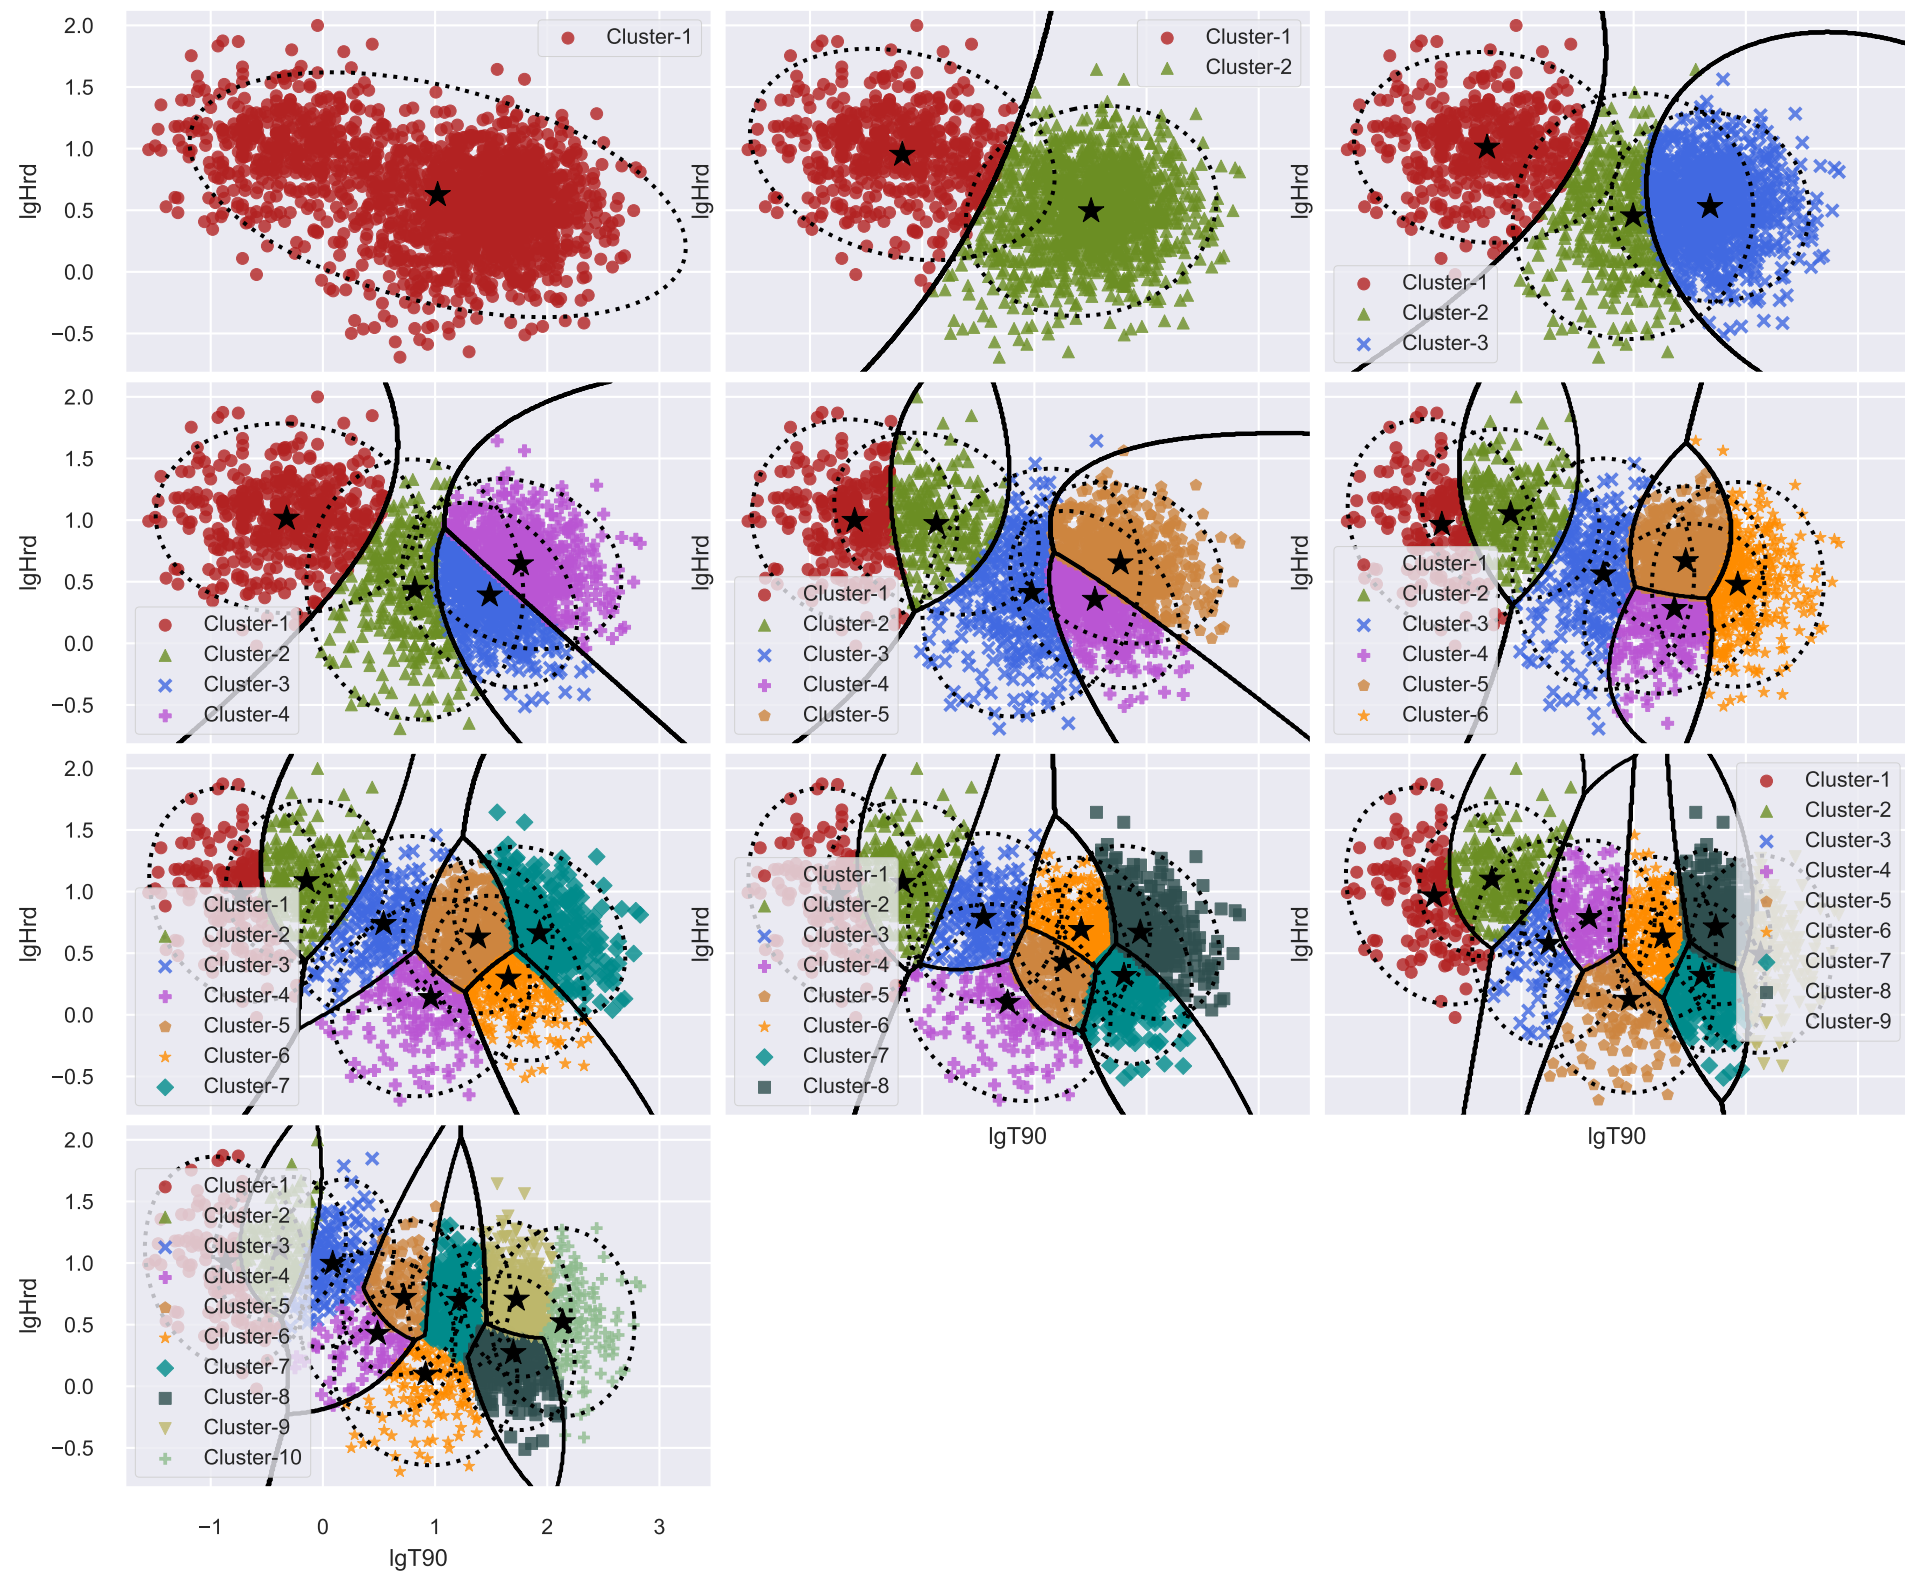 2.0
1.5
1.0
0.5
0.0
−0.5
lgHrd
Cluster-1
lgHrd
Cluster-1
Cluster-2
lgHrd
Cluster-1
Cluster-2
Cluster-3
2.0
1.5
1.0
0.5
0.0
−0.5
lgHrd
Cluster-1
Cluster-2
Cluster-3
Cluster-4
lgHrd
Cluster-1
Cluster-2
Cluster-3
Cluster-4
Cluster-5
lgHrd
Cluster-1
Cluster-2
Cluster-3
Cluster-4
Cluster-5
Cluster-6
2.0
1.5
1.0
0.5
0.0
−0.5
lgHrd
Cluster-1
Cluster-2
Cluster-3
Cluster-4
Cluster-5
Cluster-6
Cluster-7
lgHrd
Cluster-1
Cluster-2
Cluster-3
Cluster-4
Cluster-5
Cluster-6
Cluster-7
Cluster-8
lgT90
lgHrd
Cluster-1
Cluster-2
Cluster-3
Cluster-4
Cluster-5
Cluster-6
Cluster-7
Cluster-8
Cluster-9
lgT90
2.0
1.5
1.0
0.5
0.0
−0.5
lgHrd
Cluster-1
Cluster-2
Cluster-3
Cluster-4
Cluster-5
Cluster-6
Cluster-7
Cluster-8
Cluster-9
Cluster-10
−1 0 1 2 3
lgT90